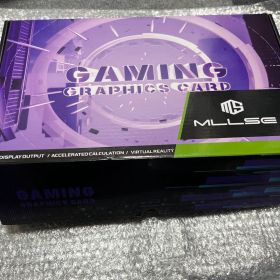 GAMING
GRAPHICS CARD
MLLSE
DISPLAY OUTPUT / ACCELERATED CALCULATION / VIRTUAL REALITY
GAMING
GRAPHICS CARD